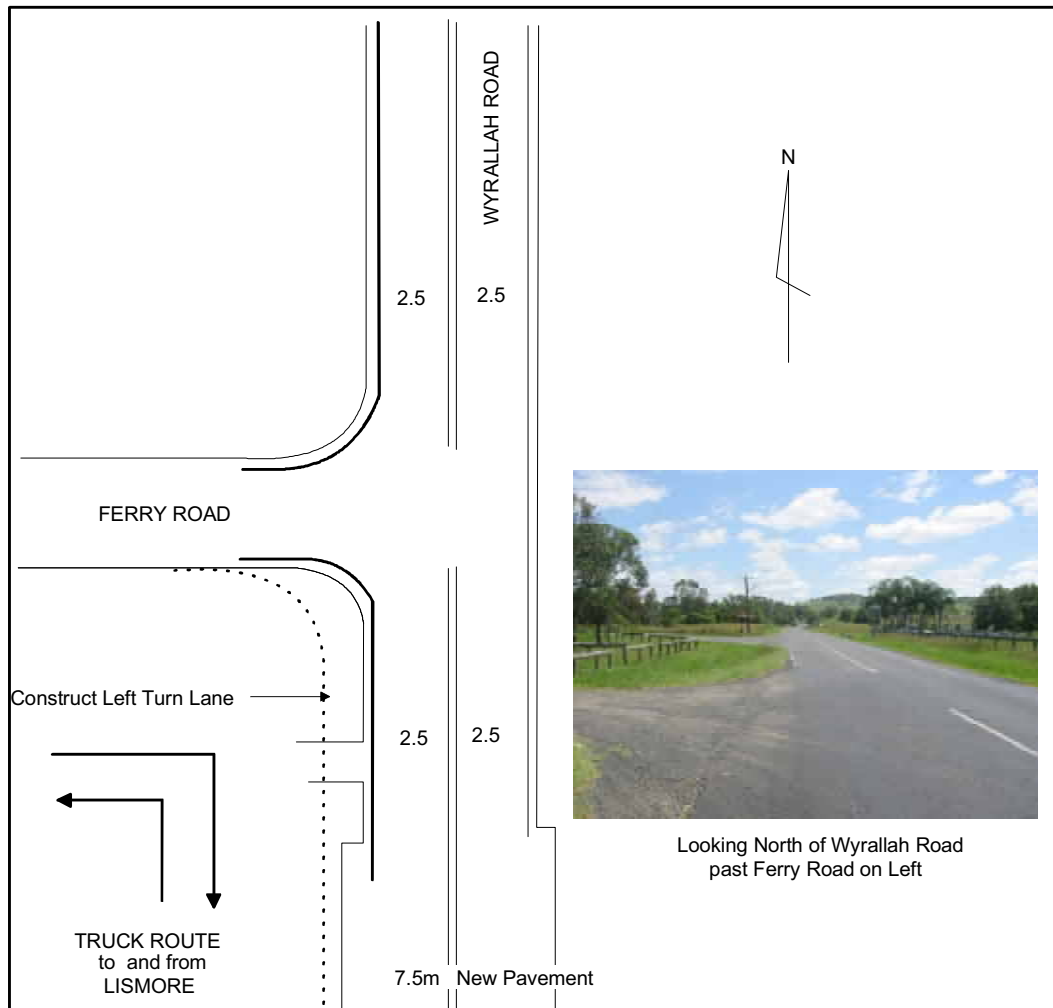 WYRALLAH ROAD
N
2.5
2.5
FERRY ROAD
Construct Left Turn Lane
2.5
2.5
Looking North of Wyrallah Road
past Ferry Road on Left
TRUCK ROUTE
to and from
LISMORE
7.5m New Pavement